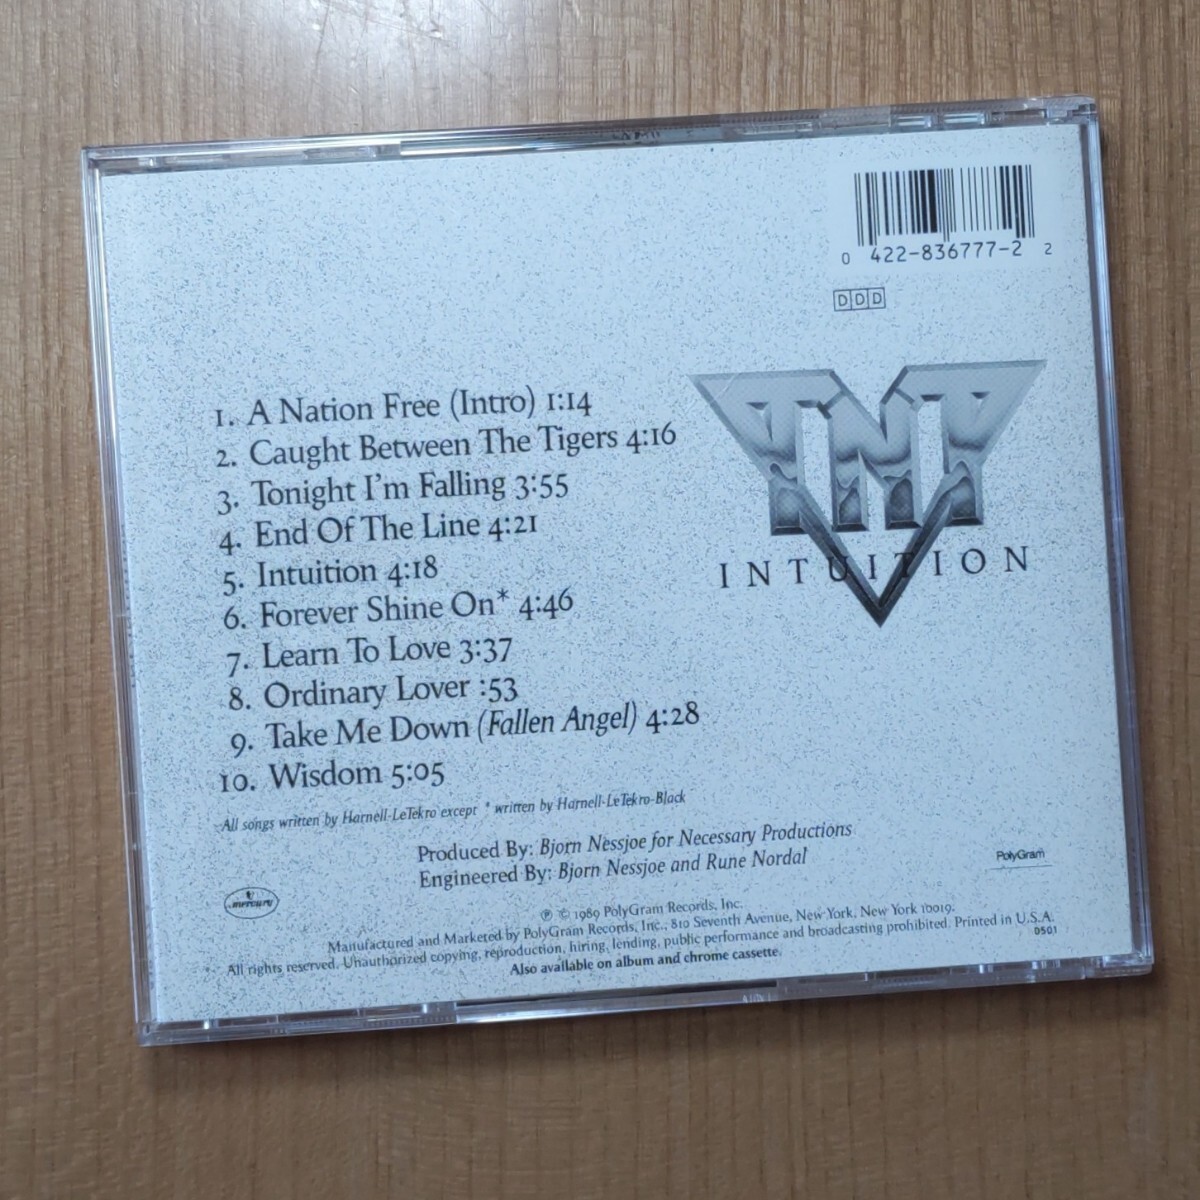 0 422-836777-2 2
DDD
TNT
INTUITION
1. A Nation Free (Intro) 1:14
2. Caught Between The Tigers 4:16
3. Tonight I'm Falling 3:55
4. End Of The Line 4:21
5. Intuition 4:18
6. Forever Shine On* 4:46
7. Learn To Love 3:37
8. Ordinary Lover :53
9. Take Me Down (Fallen Angel) 4:28
10. Wisdom 5:05
All songs written by Harnell-LeTekro except * written by Harnell-LeTekro-Black
Produced By: Bjorn Nessjoe for Necessary Productions
Engineered By: Bjorn Nessjoe and Rune Nordal
mercury
PolyGram
℗ © 1989 PolyGram Records, Inc.
Manufactured and Marketed by PolyGram Records, Inc., 810 Seventh Avenue, New York, New York 10019.
All rights reserved. Unauthorized copying, reproduction, hiring, lending, public performance and broadcasting prohibited. Printed in U.S.A.
Also available on album and chrome cassette.
0501